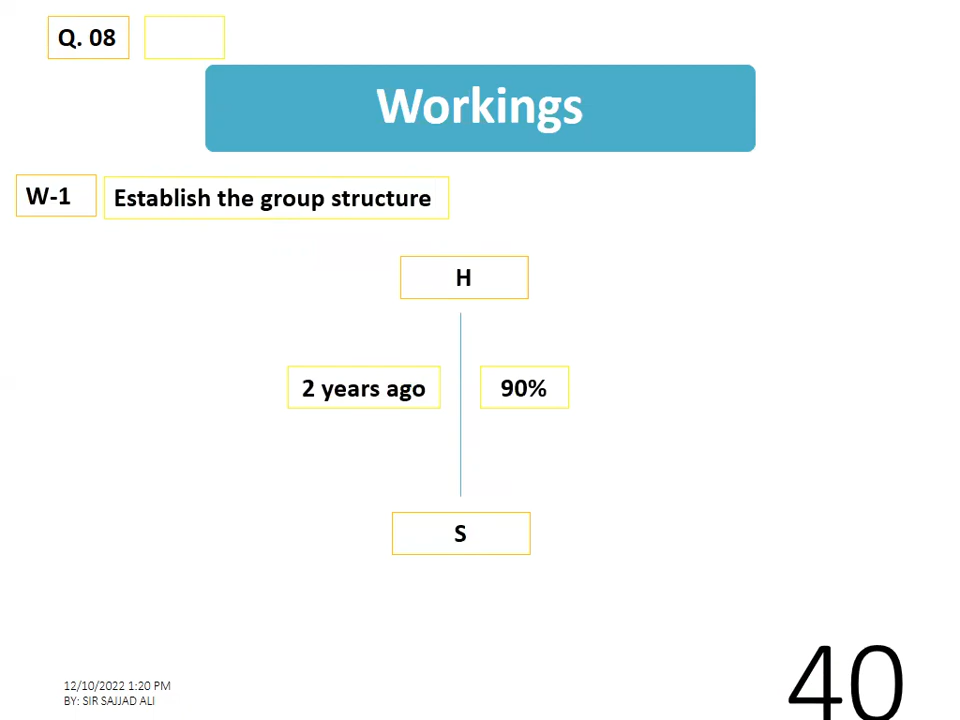 Q. 08
Workings
W-1 Establish the group structure
H
2 years ago 90%
S
12/10/2022 1:20 PM
BY: SIR SAJJAD ALI
40